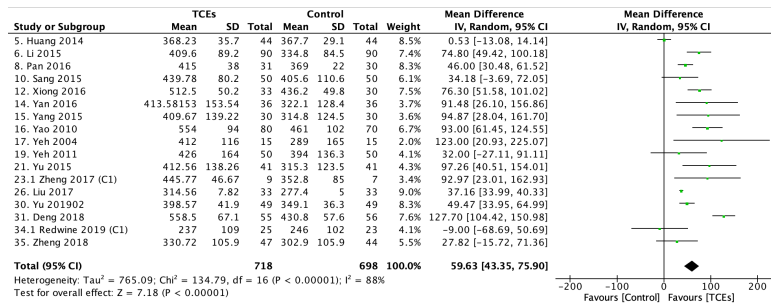 TCEs Control Mean Difference Mean Difference
Study or Subgroup Mean SD Total Mean SD Total Weight IV, Random, 95% CI IV, Random, 95% CI
5. Huang 2014 368.23 35.7 44 367.7 29.1 44 8.5% 0.53 [-13.08, 14.14]
6. Li 2015 409.6 89.2 90 334.8 84.5 90 7.6% 74.80 [49.42, 100.18]
8. Pan 2016 415 38 31 369 22 30 8.4% 46.00 [30.48, 61.52]
10. Sang 2015 439.78 80.2 50 405.6 110.6 50 6.5% 34.18 [-3.69, 72.05]
12. Xiong 2016 512.5 50.2 33 436.2 49.8 30 7.7% 76.30 [51.58, 101.02]
14. Yan 2016 413.58153 153.54 36 322.1 128.4 36 4.1% 91.48 [26.10, 156.86]
15. Yang 2015 409.67 139.22 30 314.8 124.5 30 4.0% 94.87 [28.04, 161.70]
16. Yao 2010 554 94 80 461 102 70 7.1% 93.00 [61.45, 124.55]
17. Yeh 2004 412 116 15 289 165 15 1.9% 123.00 [20.93, 225.07]
19. Yeh 2011 426 164 50 394 136.3 50 4.6% 32.00 [-27.11, 91.11]
21. Yu 2015 412.56 138.26 41 315.3 123.5 41 4.8% 97.26 [40.51, 154.01]
23.1 Zheng 2017 (C1) 445.77 46.67 9 352.8 85 7 3.9% 92.97 [23.01, 162.93]
26. Liu 2017 314.56 7.82 33 277.4 5 33 8.9% 37.16 [33.99, 40.33]
30. Yu 201902 398.57 41.9 49 349.1 36.3 49 8.4% 49.47 [33.95, 64.99]
31. Deng 2018 558.5 67.1 55 430.8 57.6 56 7.8% 127.70 [104.42, 150.98]
34.1 Redwine 2019 (C1) 237 109 25 246 102 23 4.6% -9.00 [-68.69, 50.69]
35. Zheng 2018 330.72 105.9 47 302.9 105.9 44 6.0% 27.82 [-15.72, 71.36]
Total (95% CI) 718 698 100.0% 59.63 [43.35, 75.90]
Heterogeneity: Tau² = 765.09; Chi² = 134.79, df = 16 (P < 0.00001); I² = 88%
Test for overall effect: Z = 7.18 (P < 0.00001)
-200 -100 0 100 200
Favours [Control] Favours [TCEs]